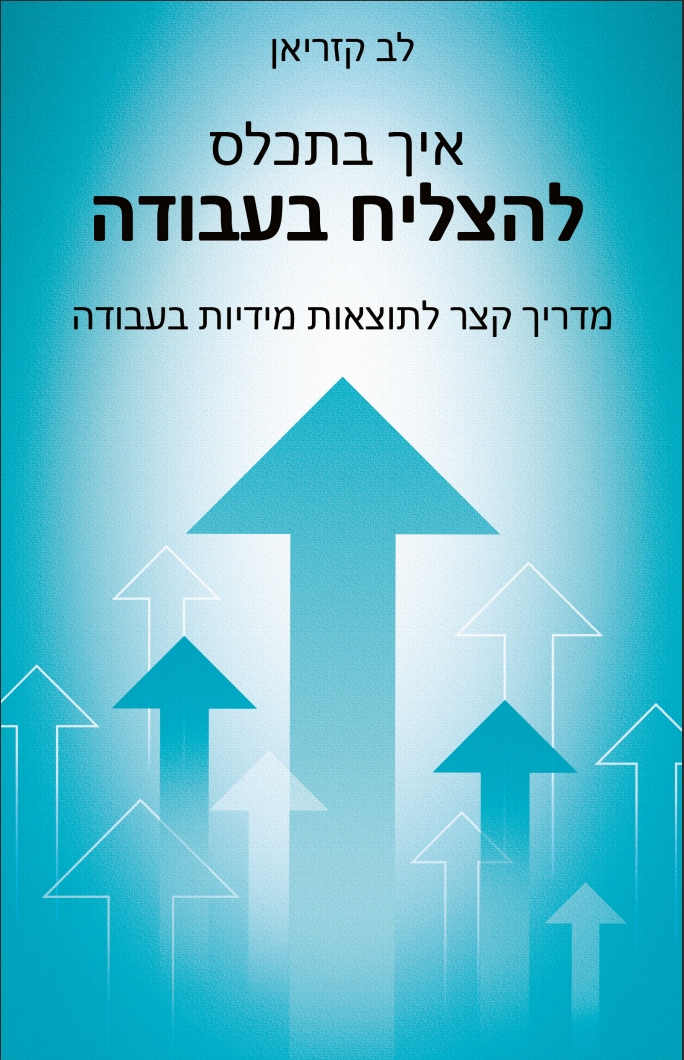 לב קזריאן
איך בתכלס
להצליח בעבודה
מדריך קצר לתוצאות מידיות בעבודה